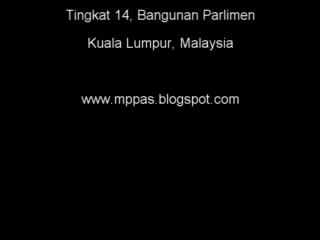 Tingkat 14, Bangunan Parlimen
Kuala Lumpur, Malaysia
www.mppas.blogspot.com